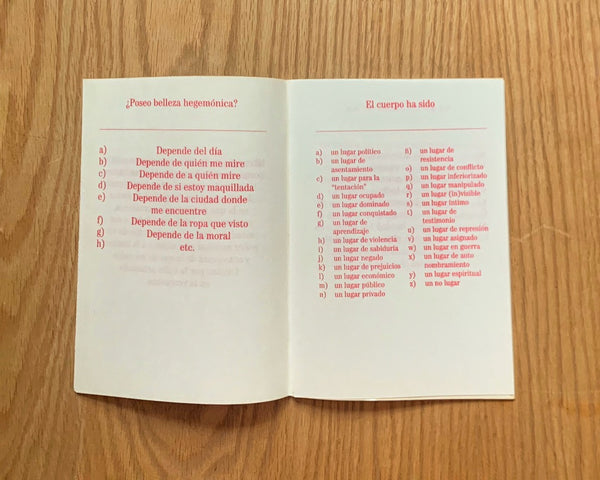 ¿Poseo belleza hegemónica?
a) Depende del día
b) Depende de quién me mire
c) Depende de a quién mire
d) Depende de si estoy maquillada
e) Depende de la ciudad donde
me encuentre
f) Depende de la ropa que visto
g) Depende de la moral
h) etc.
El cuerpo ha sido
a) un lugar político
b) un lugar de
asentamiento
c) un lugar para la
"tentación"
d) un lugar ocupado
e) un lugar dominado
f) un lugar conquistado
g) un lugar de
aprendizaje
h) un lugar de violencia
i) un lugar de sabiduría
j) un lugar negado
k) un lugar de prejuicios
l) un lugar económico
m) un lugar público
n) un lugar privado
ñ) un lugar de
resistencia
o) un lugar de conflicto
p) un lugar inferiorizado
q) un lugar manipulado
r) un lugar (in)visible
s) un lugar íntimo
t) un lugar de
testimonio
u) un lugar de represión
v) un lugar asignado
w) un lugar en guerra
x) un lugar de auto
nombramiento
y) un lugar espiritual
z) un no lugar